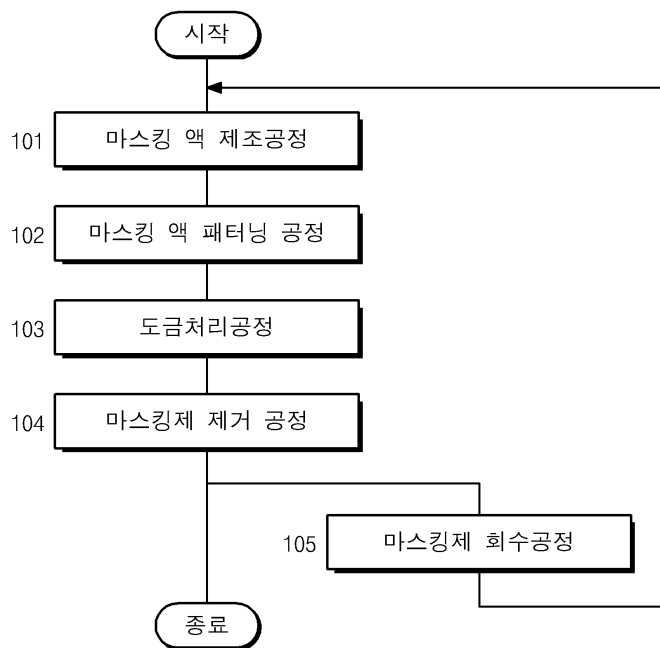 시작
101 마스킹 액 제조공정
102 마스킹 액 패터닝 공정
103 도금처리공정
104 마스킹제 제거 공정
105 마스킹제 회수공정
종료